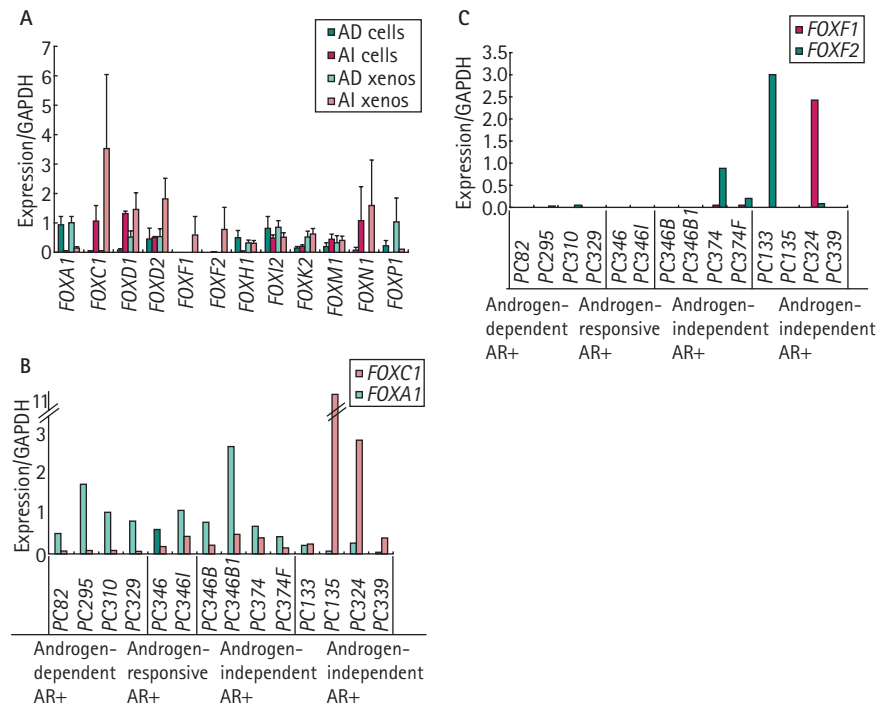 A
AD cells
AI cells
AD xenos
AI xenos
Expression/GAPDH
7
6
5
4
3
2
1
0
FOXA1
FOXC1
FOXD1
FOXD2
FOXF1
FOXF2
FOXH1
FOXI2
FOXK2
FOXM1
FOXN1
FOXP1
B
FOXC1
FOXA1
Expression/GAPDH
11
3
2
1
0
PC82
PC295
PC310
PC329
PC346
PC346I
PC346B
PC346B1
PC374
PC374F
PC133
PC135
PC324
PC339
Androgen-
dependent
AR+
Androgen-
responsive
AR+
Androgen-
independent
AR+
Androgen-
independent
AR+
C
FOXF1
FOXF2
Expression/GAPDH
3.5
3.0
2.5
2.0
1.5
1.0
0.5
0.0
PC82
PC295
PC310
PC329
PC346
PC346I
PC346B
PC346B1
PC374
PC374F
PC133
PC135
PC324
PC339
Androgen-
dependent
AR+
Androgen-
responsive
AR+
Androgen-
independent
AR+
Androgen-
independent
AR+